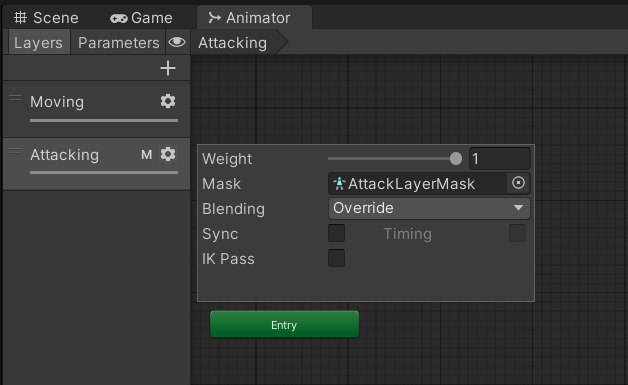 Scene Game Animator
Layers Parameters Attacking
Moving
Attacking M
Weight 1
Mask AttackLayerMask
Blending Override
Sync Timing
IK Pass
Entry